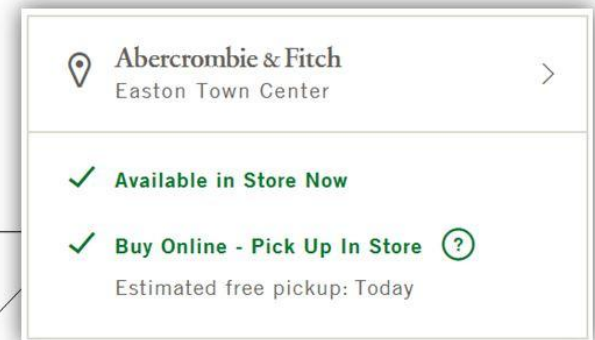 Abercrombie & Fitch
Easton Town Center
Available in Store Now
Buy Online - Pick Up In Store ?
Estimated free pickup: Today